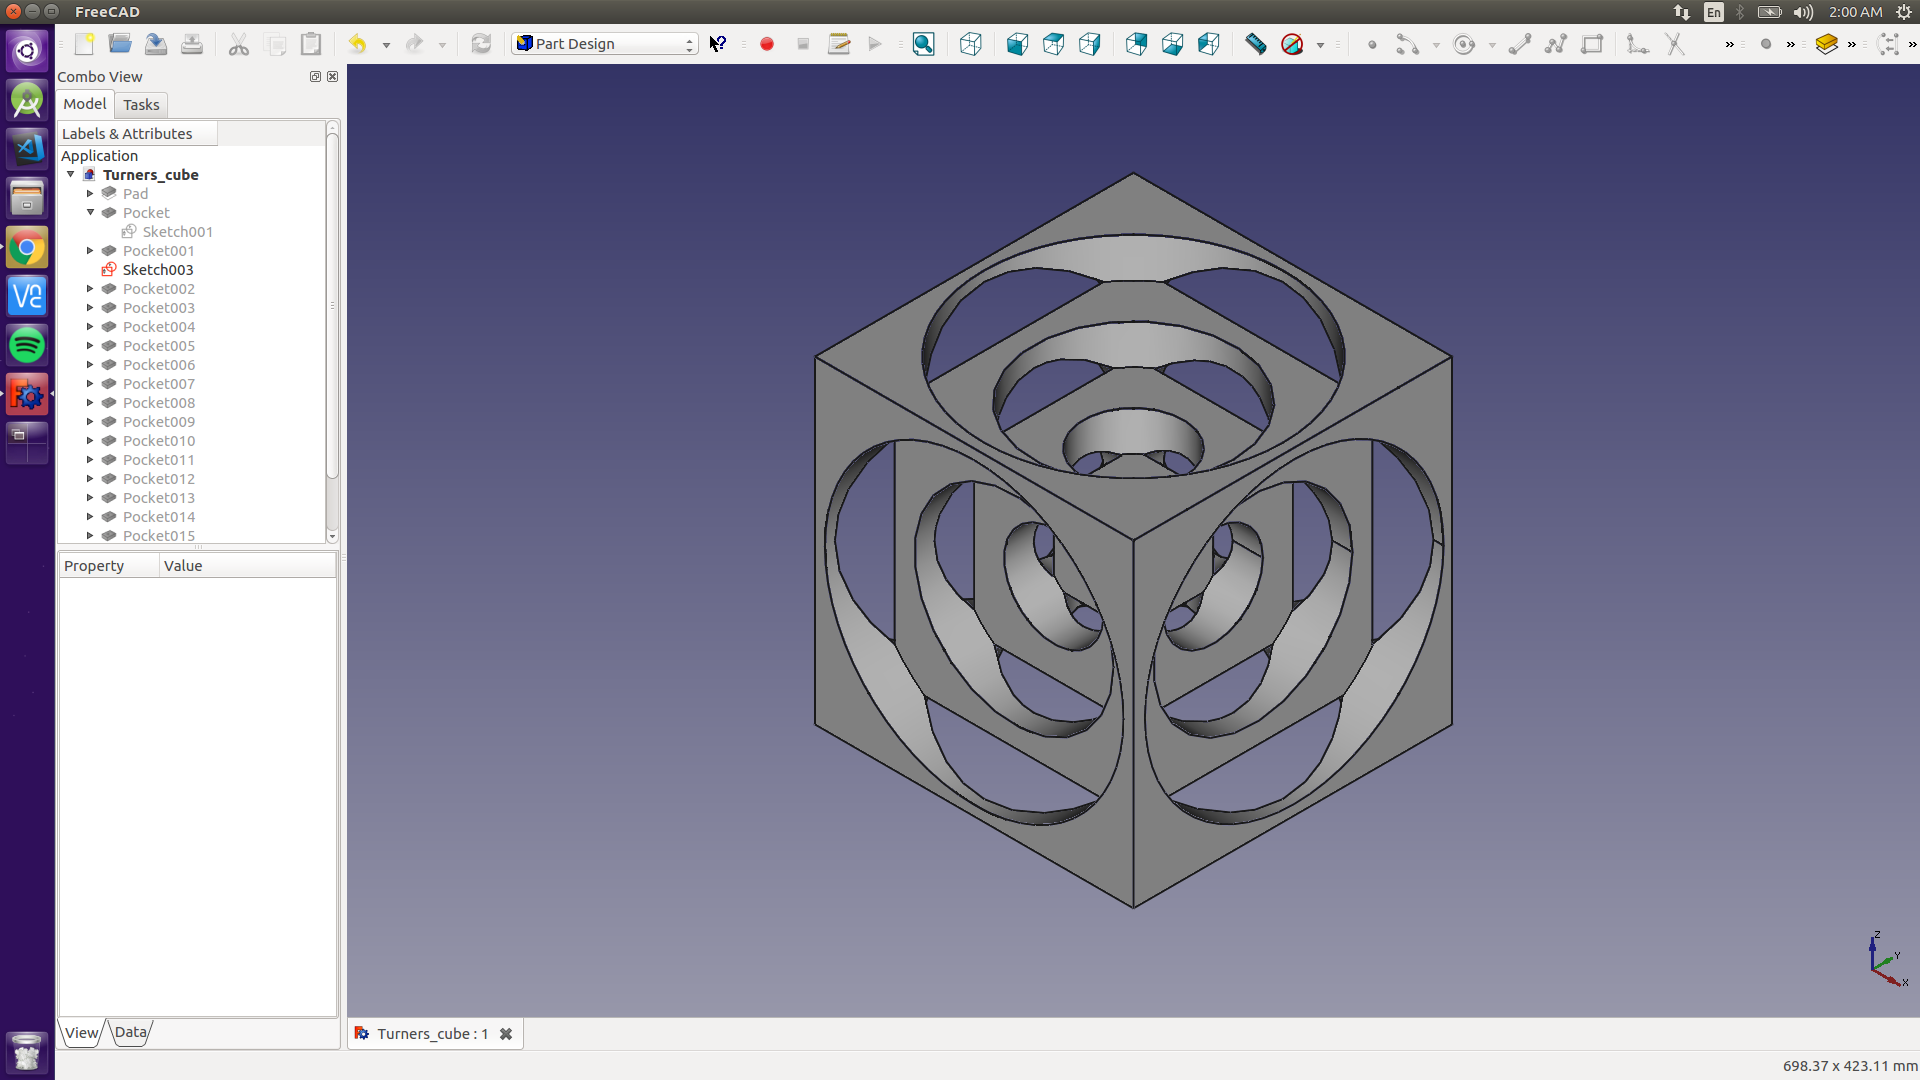 FreeCAD
En
2:00 AM
Part Design
Combo View
Model
Tasks
Labels & Attributes
Application
Turners_cube
Pad
Pocket
Sketch001
Pocket001
Sketch003
Pocket002
Pocket003
Pocket004
Pocket005
Pocket006
Pocket007
Pocket008
Pocket009
Pocket010
Pocket011
Pocket012
Pocket013
Pocket014
Pocket015
Property Value
View
Data
Z
Y
X
Turners_cube : 1
698.37 x 423.11 mm